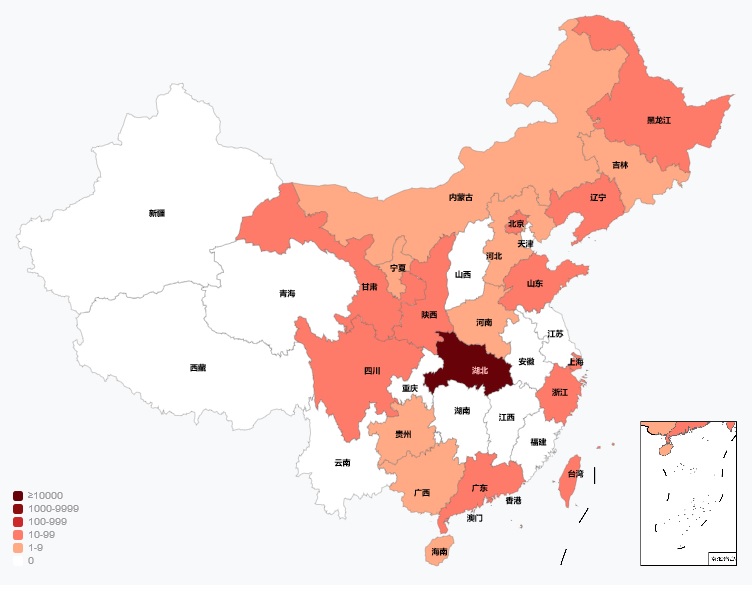 黑龙江
吉林
辽宁
内蒙古
新疆
北京
天津
河北
宁夏
山西
山东
青海
甘肃
陕西
河南
江苏
西藏
四川
湖北
安徽
上海
重庆
浙江
湖南
江西
贵州
福建
云南
台湾
广西
广东
香港
澳门
海南
≥10000
1000-9999
100-999
10-99
1-9
0